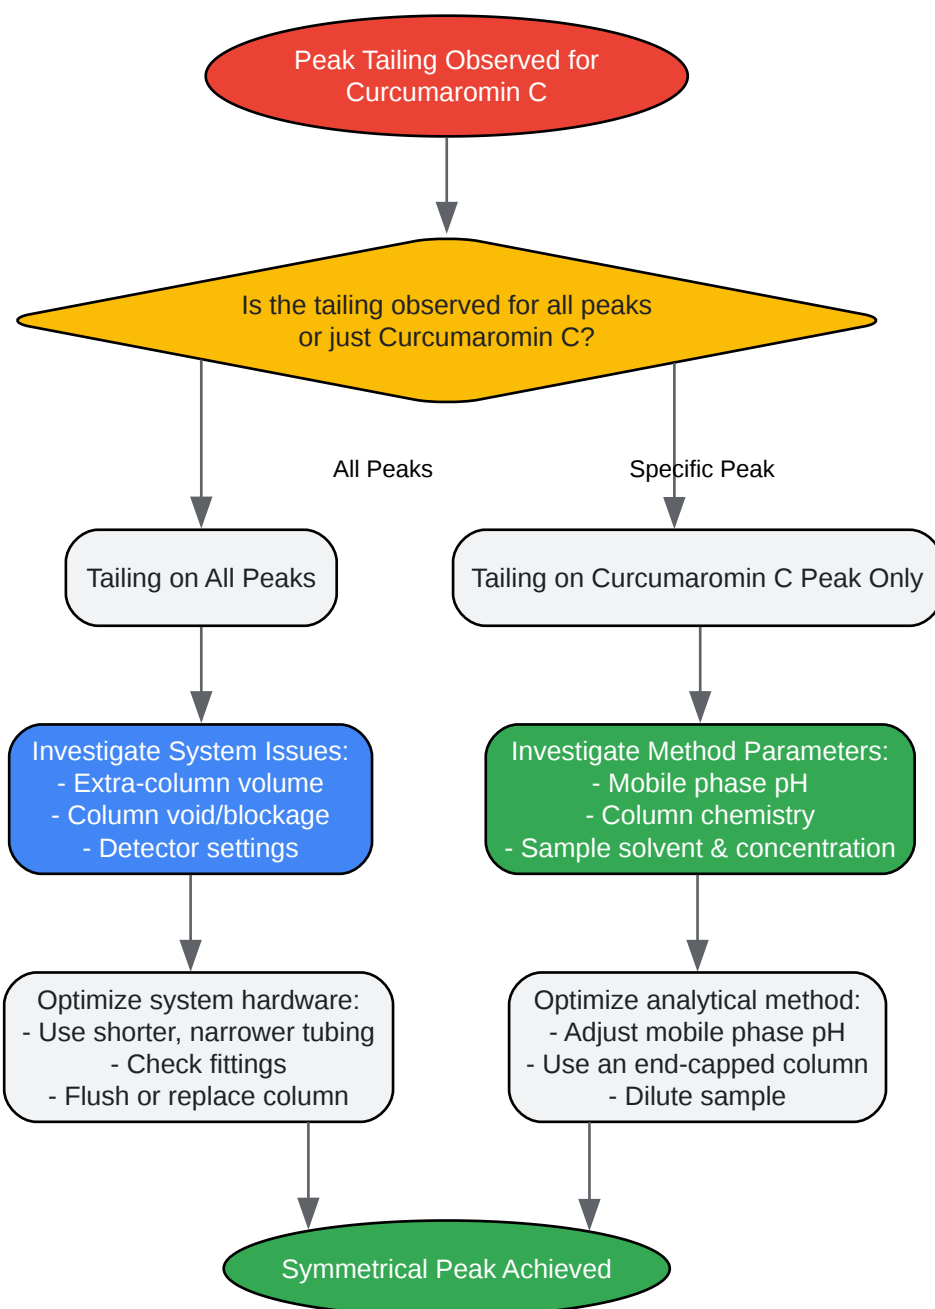 Peak Tailing Observed for
Curcumaromin C
Is the tailing observed for all peaks
or just Curcumaromin C?
All Peaks
Specific Peak
Tailing on All Peaks
Tailing on Curcumaromin C Peak Only
Investigate System Issues:
- Extra-column volume
- Column void/blockage
- Detector settings
Investigate Method Parameters:
- Mobile phase pH
- Column chemistry
- Sample solvent & concentration
Optimize system hardware:
- Use shorter, narrower tubing
- Check fittings
- Flush or replace column
Optimize analytical method:
- Adjust mobile phase pH
- Use an end-capped column
- Dilute sample
Symmetrical Peak Achieved